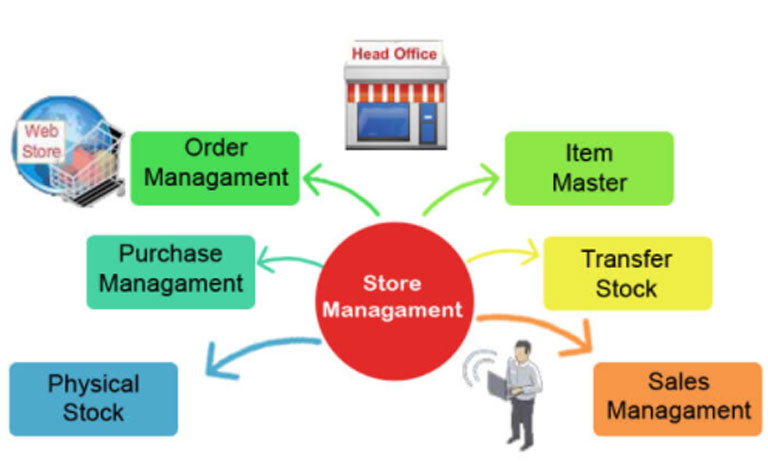 Head Office
Web
Store
Order
Managament
Item
Master
Purchase
Managament
Store
Managament
Transfer
Stock
Physical
Stock
Sales
Managament